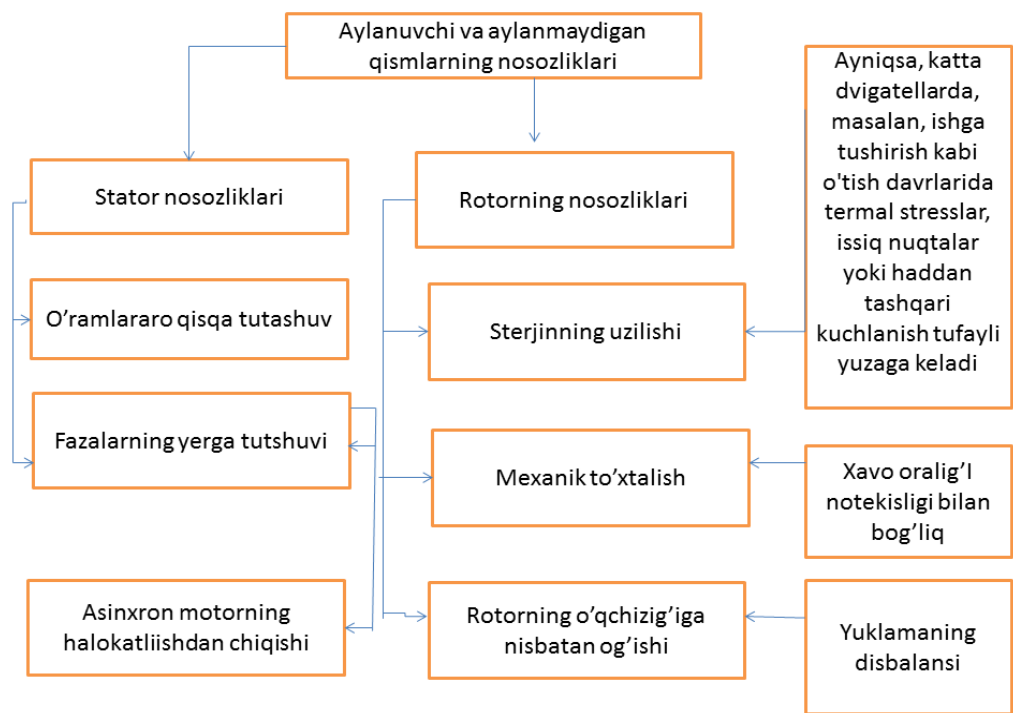 Aylanuvchi va aylanmaydigan
qismlarning nosozliklari
Stator nosozliklari
Rotorning nosozliklari
Ayniqsa, katta
dvigatellarda,
masalan, ishga
tushirish kabi
o'tish davrlarida
termal stresslar,
issiq nuqtalar
yoki haddan
tashqari
kuchlanish tufayli
yuzaga keladi
O’ramlararo qisqa tutashuv
Sterjinning uzilishi
Fazalarning yerga tutshuvi
Mexanik to’xtalish
Xavo oralig’I
notekisligi bilan
bog’liq
Asinxron motorning
halokatliishdan chiqishi
Rotorning o’qchizig’iga
nisbatan og’ishi
Yuklamaning
disbalansi